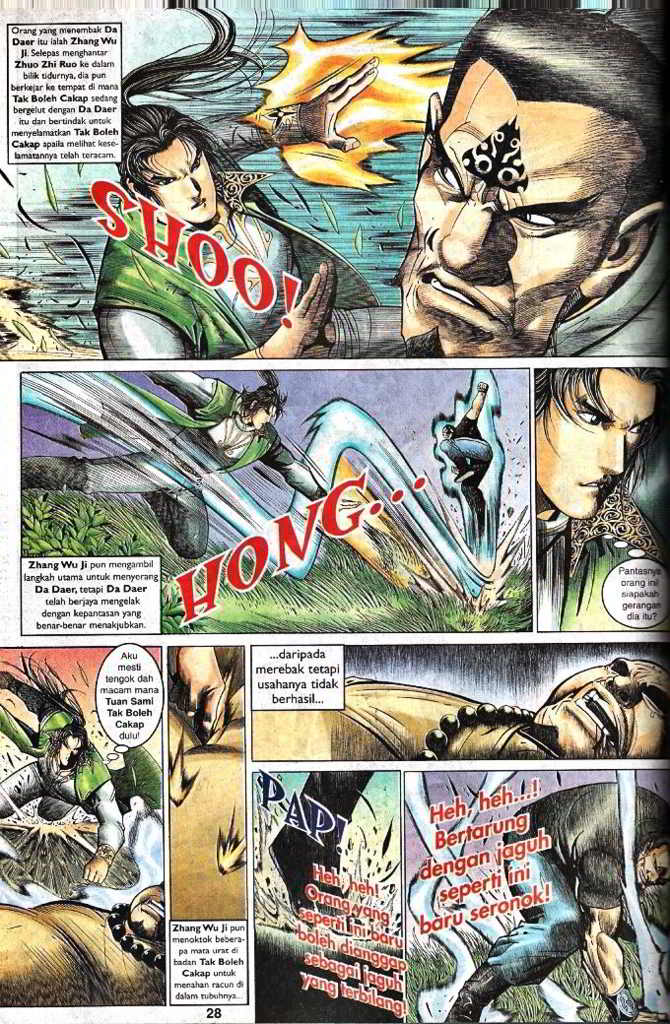 Orang yang menembak Da
Daer itu ialah Zhang Wu
Ji. Selepas menghantar
Zhuo Zhi Ruo ke dalam
bilik tidurnya, dia pun
berkejar ke tempat di mana
Tak Boleh Cakap sedang
bergelut dengan Da Daer
itu dan bertindak untuk
menyelamatkan Tak Boleh
Cakap apaila melihat kese-
lamatannya telah teracam.
SHOO!
HONG...
Zhang Wu Ji pun mengambil
langkah utama untuk menyerang
Da Daer, tetapi Da Daer
telah berjaya mengelak
dengan kepantasan yang
benar-benar menakjubkan.
Pantasnya
orang ini
siapakah
gerangan
dia itu?
Aku
mesti
tengok dah
macam mana
Tuan Sami
Tak Boleh
Cakap
dulu!
Zhang Wu Ji pun
menoktok bebera-
pa mata urat di
badan Tak Boleh
Cakap untuk
menahan racun di
dalam tubuhnya...
...daripada
merebak tetapi
usahanya tidak
berhasil...
PAP!
Heh, heh!
Orang yang
seperti ini baru
boleh dianggap
sebagai jaguh
yang terbilang!
Heh, heh...!
Bertarung
dengan jaguh
seperti ini
baru seronok!
28